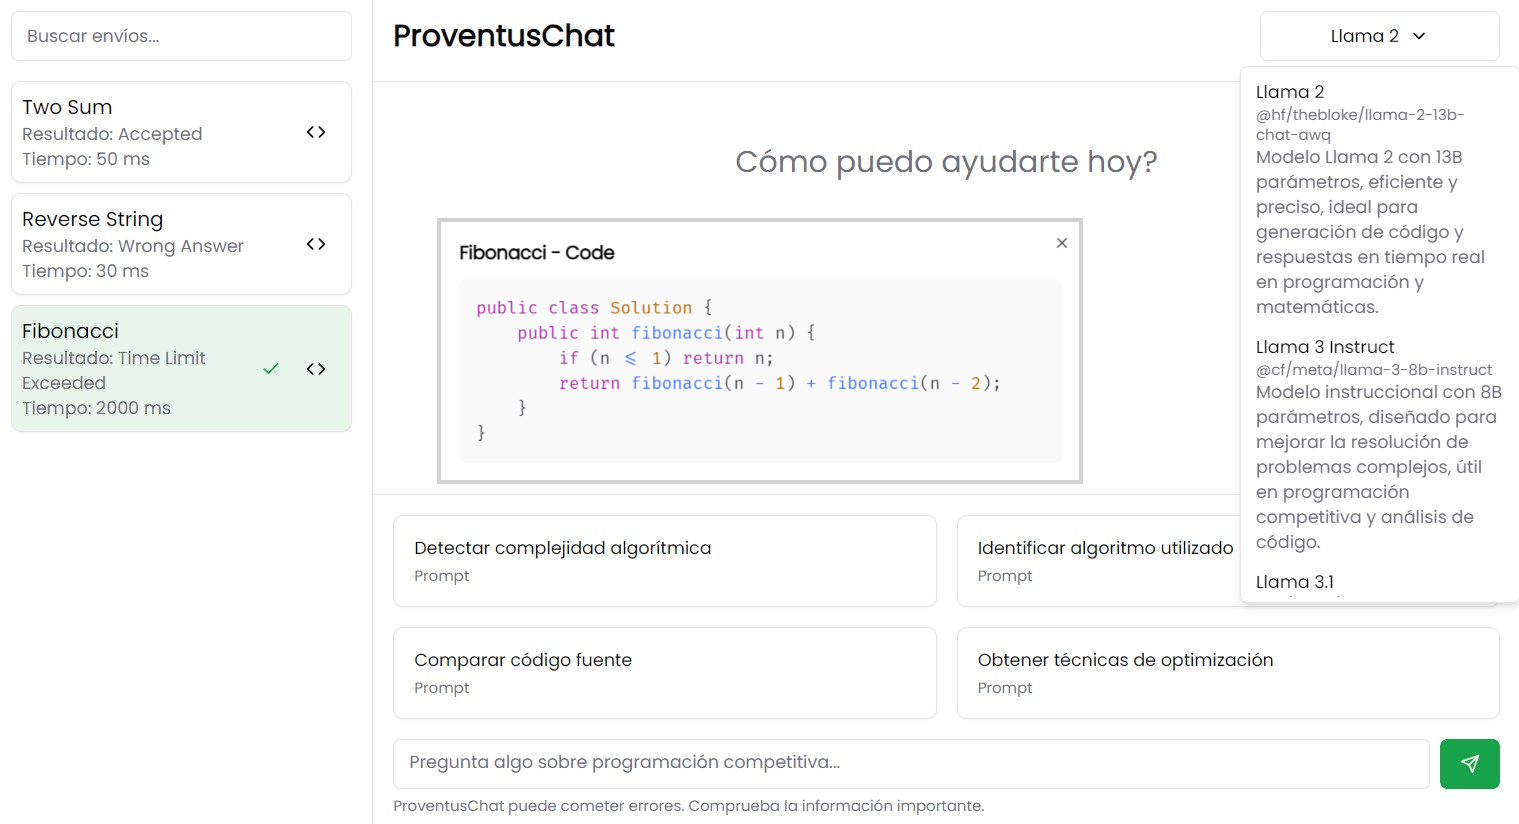 Buscar envíos...
Two Sum
Resultado: Accepted
Tiempo: 50 ms
Reverse String
Resultado: Wrong Answer
Tiempo: 30 ms
Fibonacci
Resultado: Time Limit
Exceeded
Tiempo: 2000 ms
ProventusChat
Llama 2
Cómo puedo ayudarte hoy?
Fibonacci - Code
public class Solution {
    public int fibonacci(int n) {
        if (n <= 1) return n;
        return fibonacci(n - 1) + fibonacci(n - 2);
    }
}
Llama 2
@hf/thebloke/llama-2-13b-
chat-awq
Modelo Llama 2 con 13B
parámetros, eficiente y
preciso, ideal para
generación de código y
respuestas en tiempo real
en programación y
matemáticas.
Llama 3 Instruct
@cf/meta/llama-3-8b-instruct
Modelo instruccional con 8B
parámetros, diseñado para
mejorar la resolución de
problemas complejos, útil
en programación
competitiva y análisis de
código.
Llama 3.1
Detectar complejidad algorítmica
Prompt
Identificar algoritmo utilizado
Prompt
Comparar código fuente
Prompt
Obtener técnicas de optimización
Prompt
Pregunta algo sobre programación competitiva...
ProventusChat puede cometer errores. Comprueba la información importante.